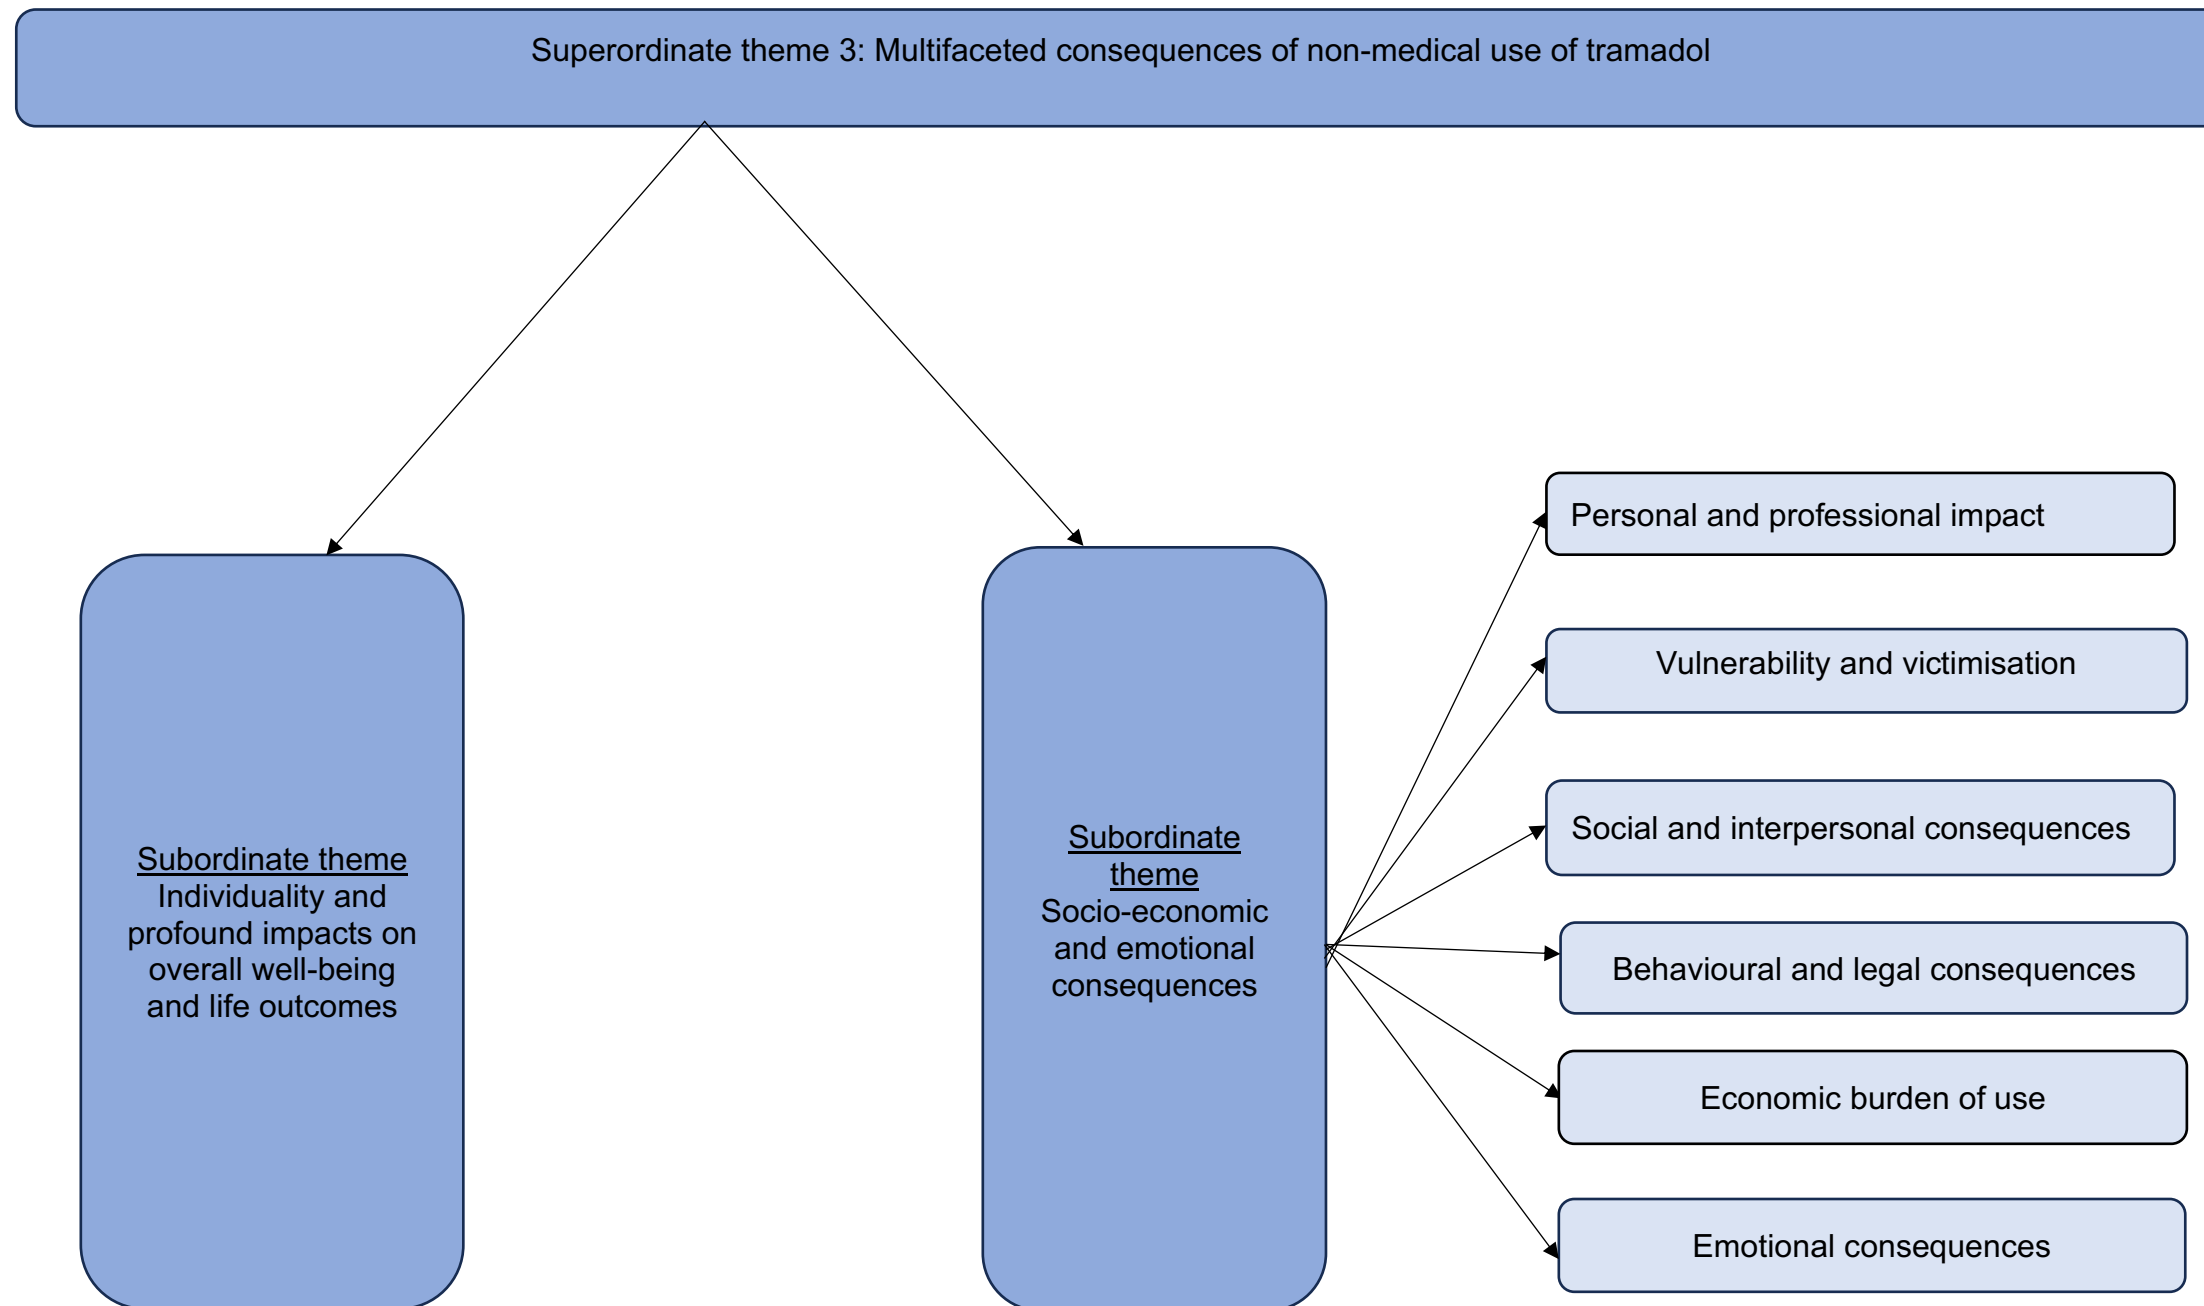 Superordinate theme 3: Multifaceted consequences of non-medical use of tramadol
Subordinate theme
Individuality and
profound impacts on
overall well-being
and life outcomes
Subordinate
theme
Socio-economic
and emotional
consequences
Personal and professional impact
Vulnerability and victimisation
Social and interpersonal consequences
Behavioural and legal consequences
Economic burden of use
Emotional consequences